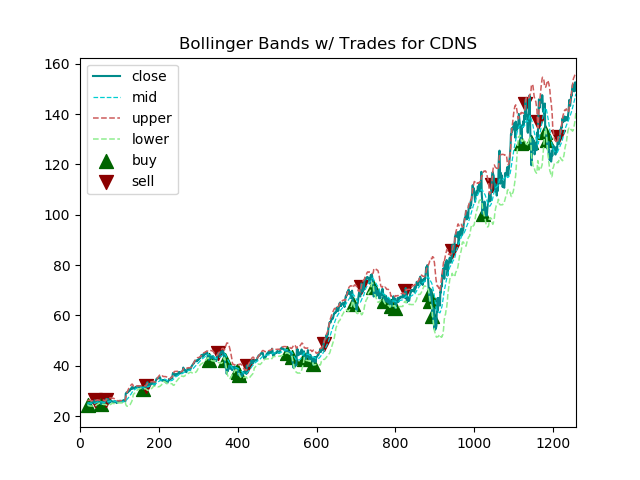 Bollinger Bands w/ Trades for CDNS
160
140
120
100
80
60
40
20
close
mid
upper
lower
buy
sell
0 200 400 600 800 1000 1200